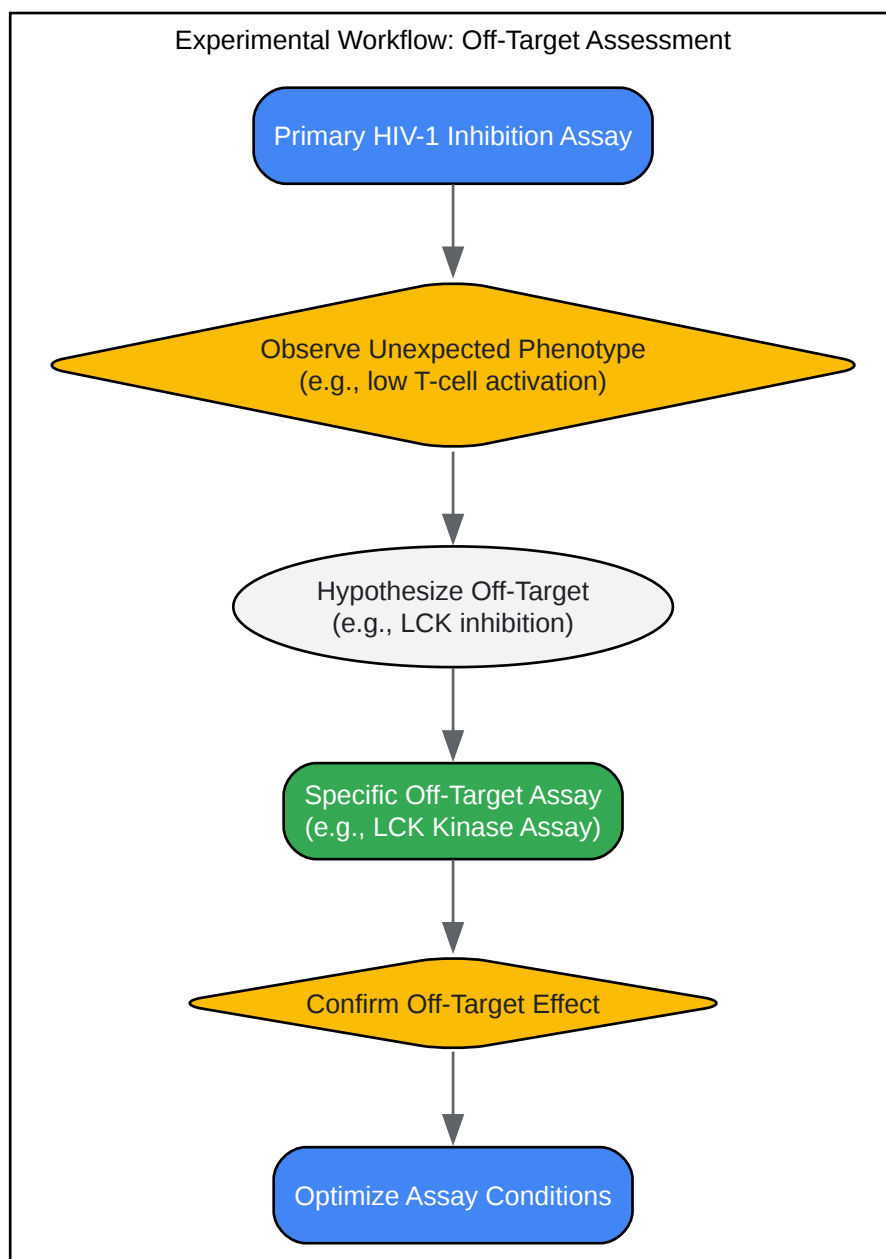 Experimental Workflow: Off-Target Assessment
Primary HIV-1 Inhibition Assay
Observe Unexpected Phenotype
(e.g., low T-cell activation)
Hypothesize Off-Target
(e.g., LCK inhibition)
Specific Off-Target Assay
(e.g., LCK Kinase Assay)
Confirm Off-Target Effect
Optimize Assay Conditions